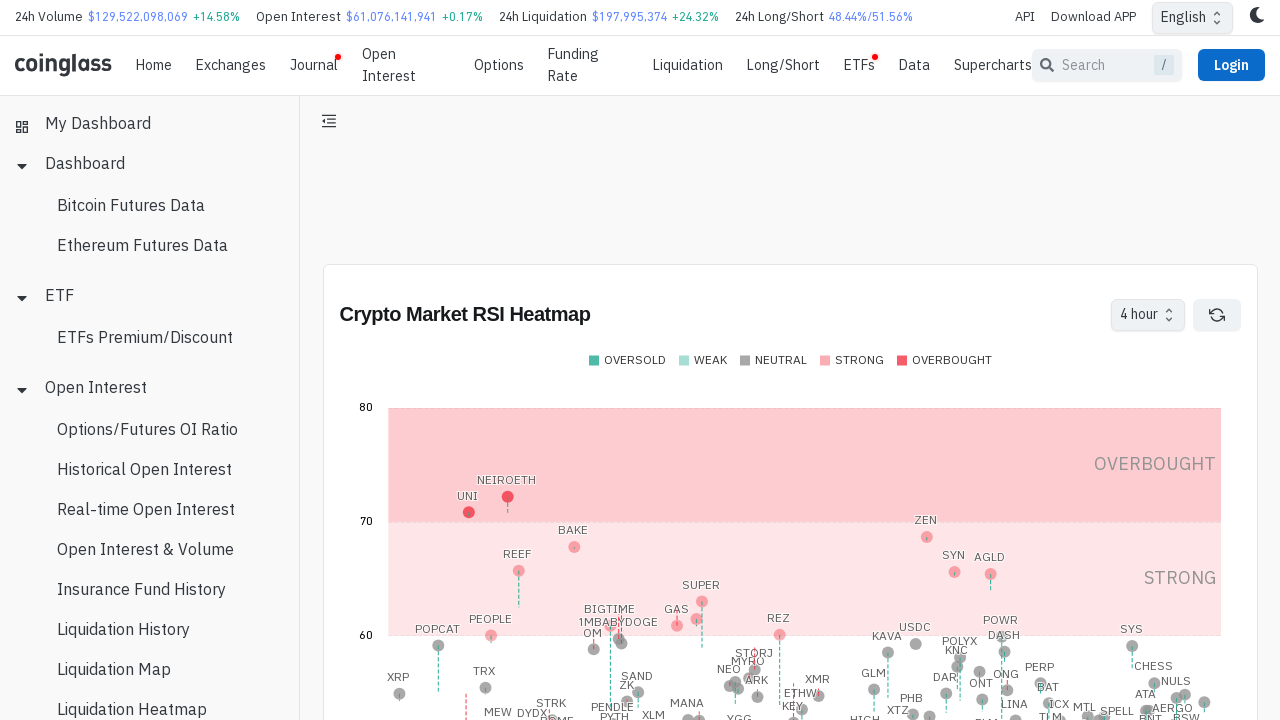 24h Volume $129,522,098,069 +14.58% Open Interest $61,076,141,941 +0.17% 24h Liquidation $197,995,374 +24.32% 24h Long/Short 48.44%/51.56% API Download APP English
coinglass Home Exchanges Journal Open Interest Options Funding Rate Liquidation Long/Short ETFs Data Supercharts Search / Login
My Dashboard
Dashboard
Bitcoin Futures Data
Ethereum Futures Data
ETF
ETFs Premium/Discount
Open Interest
Options/Futures OI Ratio
Historical Open Interest
Real-time Open Interest
Open Interest & Volume
Insurance Fund History
Liquidation History
Liquidation Map
Liquidation Heatmap
Crypto Market RSI Heatmap 4 hour
OVERSOLD WEAK NEUTRAL STRONG OVERBOUGHT
80
OVERBOUGHT
NEIROETH
UNI
70
ZEN
BAKE
REEF SYN AGLD
STRONG
SUPER
BIGTIME GAS
PEOPLE 1MBABYDOGE REZ POWR
POPCAT OM USDC SYS
60
KAVA DASH
POLYX
STORJ KNC
MYRO
XRP TRX NEO GLM PERP CHESS
SAND ARK XMR DAR ONG
ZK ONT BAT NULS
STRK PENDLE MANA ETHW PHB ATA
MEW DYDX XLM KEY XTZ LINA ICX MTL SPELL AERGO
PYTH YGG HIGH